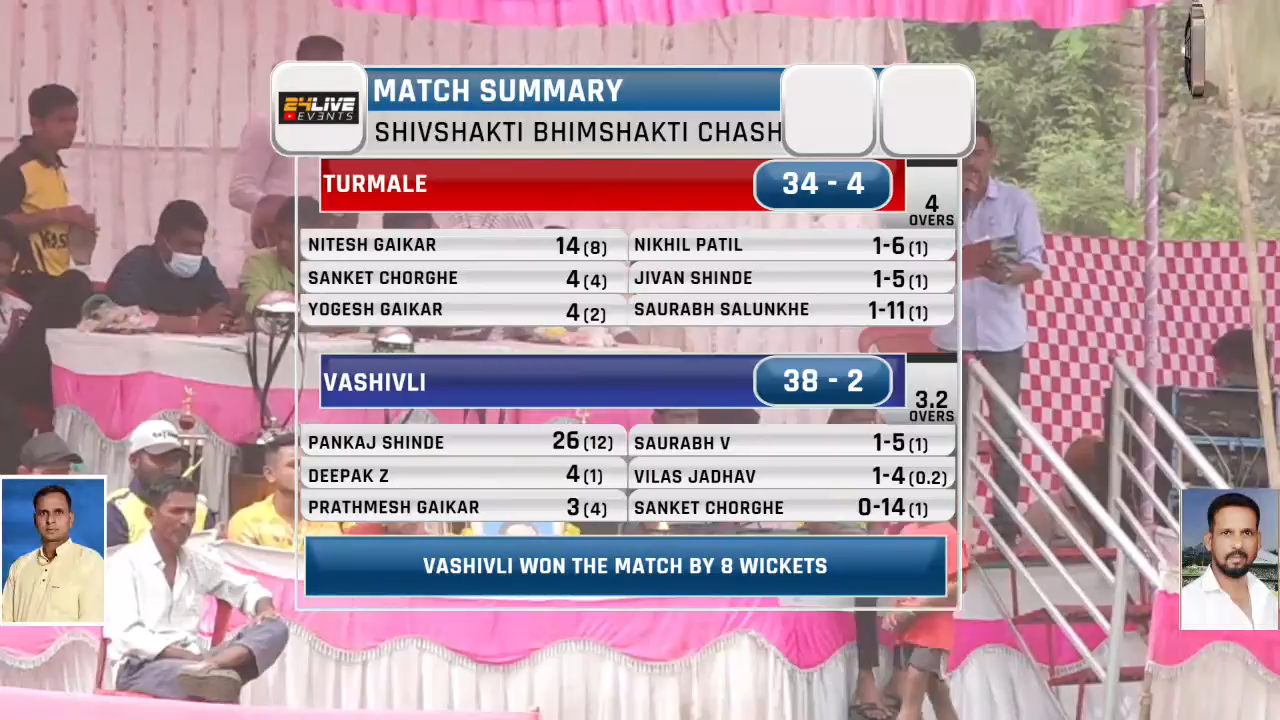 24LIVE
EVENTS
MATCH SUMMARY
SHIVSHAKTI BHIMSHAKTI CHASH
TURMALE 34 - 4
4
OVERS
NITESH GAIKAR 14 (8) NIKHIL PATIL 1-6 (1)
SANKET CHORGHE 4 (4) JIVAN SHINDE 1-5 (1)
YOGESH GAIKAR 4 (2) SAURABH SALUNKHE 1-11 (1)
VASHIVLI 38 - 2
3.2
OVERS
PANKAJ SHINDE 26 (12) SAURABH V 1-5 (1)
DEEPAK Z 4 (1) VILAS JADHAV 1-4 (0.2)
PRATHMESH GAIKAR 3 (4) SANKET CHORGHE 0-14 (1)
VASHIVLI WON THE MATCH BY 8 WICKETS